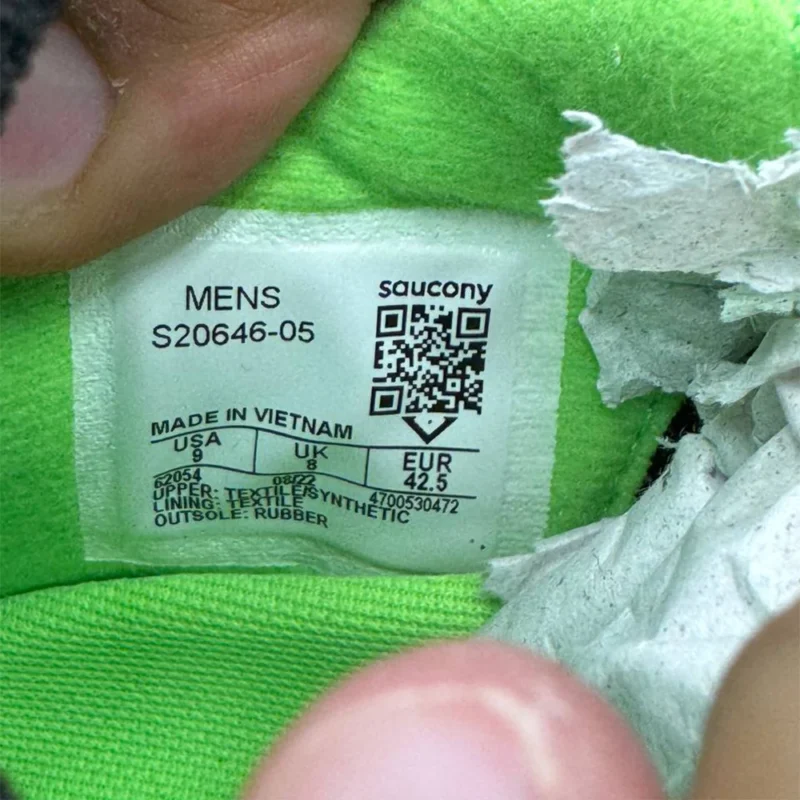 MENS
S20646-05
saucony
MADE IN VIETNAM
USA
9
UK
8
EUR
42.5
62054
08/22
4700530472
UPPER: TEXTILE/SYNTHETIC
LINING: TEXTILE
OUTSOLE: RUBBER